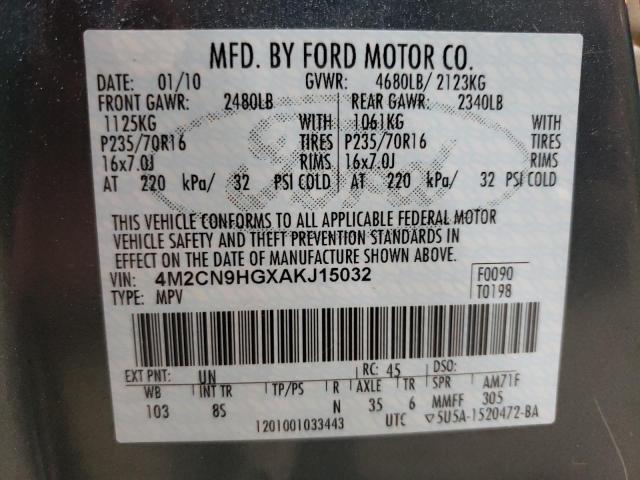 MFD. BY FORD MOTOR CO.
DATE: 01/10 GVWR: 4680LB/ 2123KG
FRONT GAWR: 2480LB REAR GAWR: 2340LB
1125KG WITH 1061KG WITH
P235/70R16 TIRES P235/70R16 TIRES
16x7.0J RIMS 16x7.0J RIMS
AT 220 kPa/ 32 PSI COLD AT 220 kPa/ 32 PSI COLD
Ford
THIS VEHICLE CONFORMS TO ALL APPLICABLE FEDERAL MOTOR
VEHICLE SAFETY AND THEFT PREVENTION STANDARDS IN
EFFECT ON THE DATE OF MANUFACTURE SHOWN ABOVE.
VIN: 4M2CN9HGXAKJ15032 F0090
TYPE: MPV T0198
EXT PNT: UN RC: 45 DSO:
WB INT TR TP/PS R AXLE TR SPR AM71F
103 8S N 35 6 MMFF 305
1201001033443 UTC ▽5U5A-1520472-BA